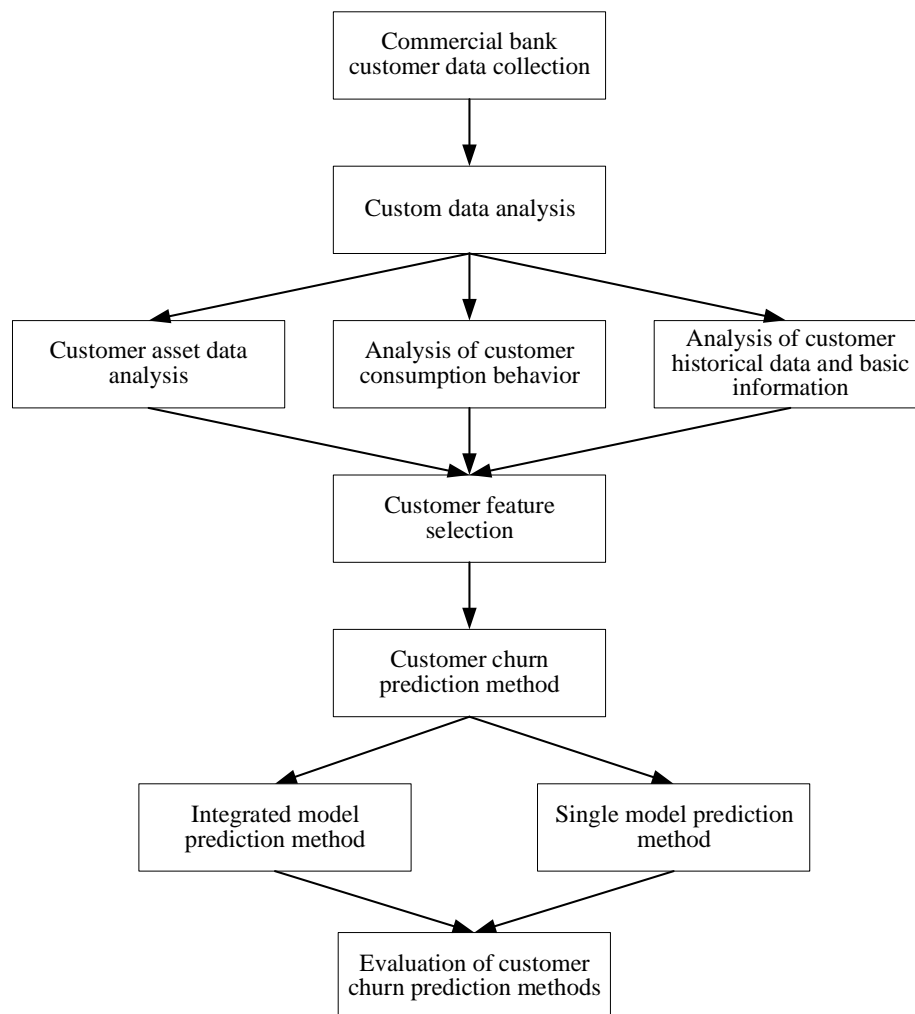 Commercial bank
customer data collection
Custom data analysis
Customer asset data
analysis
Analysis of customer
consumption behavior
Analysis of customer
historical data and basic
information
Customer feature
selection
Customer churn
prediction method
Integrated model
prediction method
Single model prediction
method
Evaluation of customer
churn prediction methods